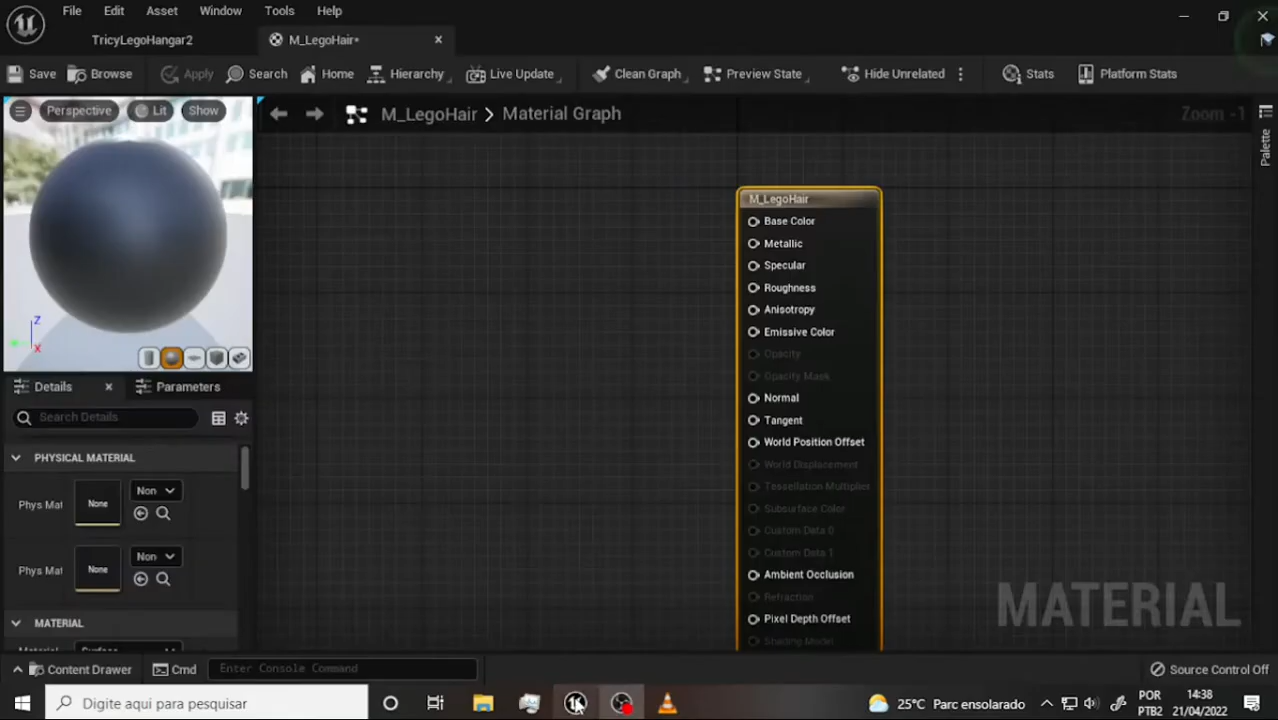 File Edit Asset Window Tools Help
TricyLegoHangar2
M_LegoHair*
Save Browse Apply Search Home Hierarchy Live Update Clean Graph Preview State Hide Unrelated Stats Platform Stats
Perspective Lit Show
M_LegoHair Material Graph Zoom -1
Palette
Z
X
M_LegoHair
Base Color
Metallic
Specular
Roughness
Anisotropy
Emissive Color
Opacity
Opacity Mask
Normal
Tangent
World Position Offset
World Displacement
Tessellation Multiplier
Subsurface Color
Custom Data 0
Custom Data 1
Ambient Occlusion
Refraction
Pixel Depth Offset
Shading Model
Details Parameters
Search Details
PHYSICAL MATERIAL
Phys Mat None Non
Phys Mat None Non
MATERIAL
Material Surface
MATERIAL
Content Drawer Cmd Enter Console Command Source Control Off
Digite aqui para pesquisar
25°C Parc ensolarado
POR
PTB2
14:38
21/04/2022